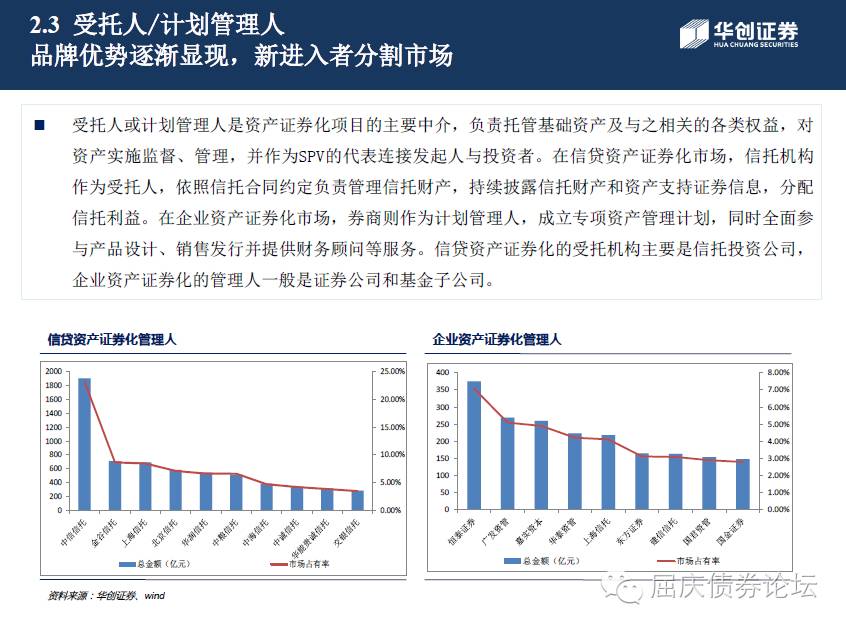 2.3 受托人/计划管理人
品牌优势逐渐显现，新进入者分割市场
华创证券
HUA CHUANG SECURITIES
受托人或计划管理人是资产证券化项目的主要中介，负责托管基础资产及与之相关的各类权益，对
资产实施监督、管理，并作为SPV的代表连接发起人与投资者。在信贷资产证券化市场，信托机构
作为受托人，依照信托合同约定负责管理信托财产，持续披露信托财产和资产支持证券信息，分配
信托利益。在企业资产证券化市场，券商则作为计划管理人，成立专项资产管理计划，同时全面参
与产品设计、销售发行并提供财务顾问等服务。信贷资产证券化的受托机构主要是信托投资公司，
企业资产证券化的管理人一般是证券公司和基金子公司。
信贷资产证券化管理人
2000
1800
1600
1400
1200
1000
800
600
400
200
0
25.00%
20.00%
15.00%
10.00%
5.00%
0.00%
中信信托
金谷信托
上海信托
北京信托
华润信托
中粮信托
中海信托
中诚信托
华能贵诚信托
交银信托
总金额（亿元）
市场占有率
企业资产证券化管理人
400
350
300
250
200
150
100
50
0
8.00%
7.00%
6.00%
5.00%
4.00%
3.00%
2.00%
1.00%
0.00%
恒泰证券
广发资管
嘉实资本
华泰资管
上海信托
东方证券
建信信托
国君资管
国金证券
总金额（亿元）
市场占有率
资料来源：华创证券、wind
屈庆债券论坛